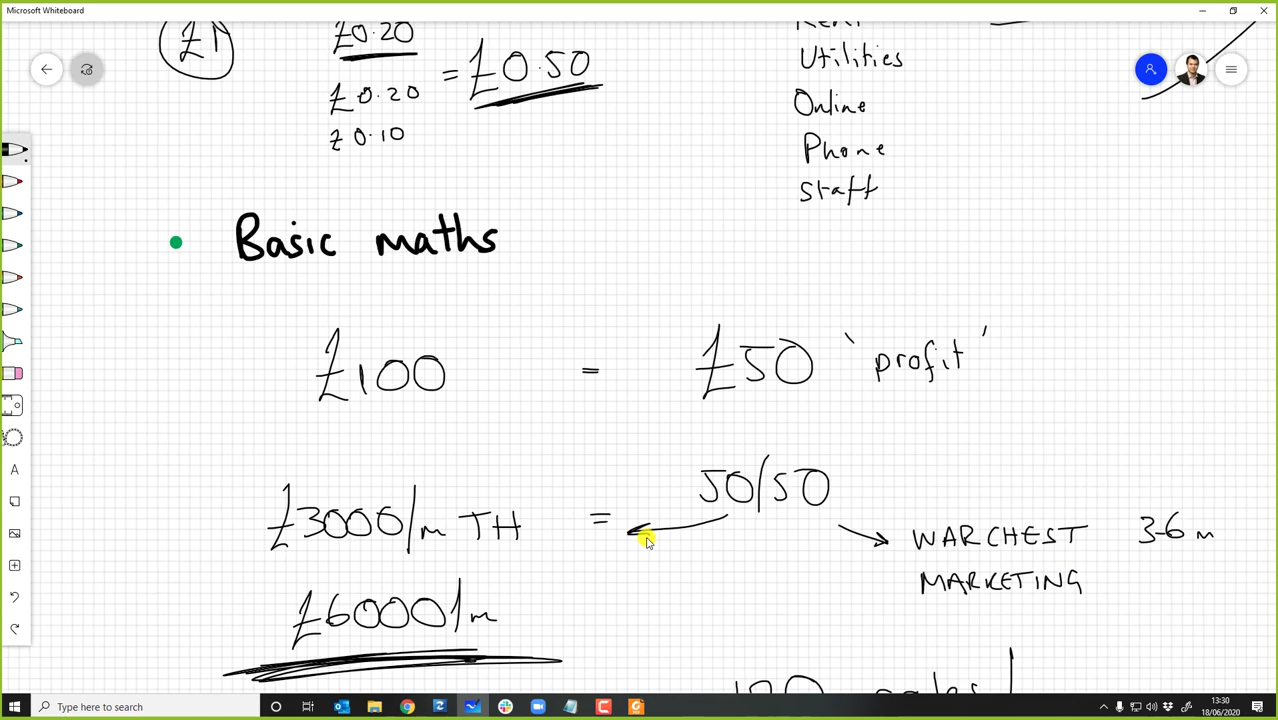 Microsoft Whiteboard
£1
£0.20
£0.20
£0.10
= £0.50
Utilities
Online
Phone
Staff
• Basic maths
£100 = £50 'profit'
50/50
£3000/m TH =
WARCHEST 3-6 m
MARKETING
£6000/m
Type here to search
13:30
18/06/2020